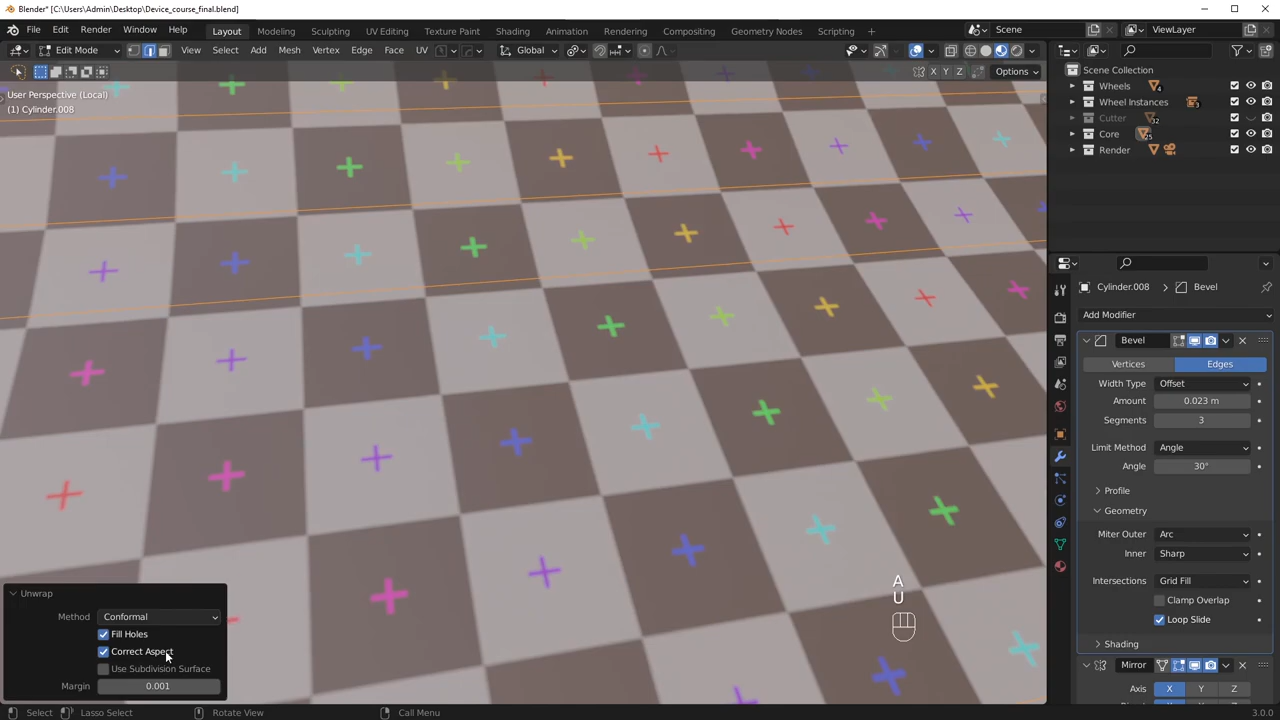 Blender* [C:\Users\Admin\Desktop\Device_course_final.blend]
File Edit Render Window Help Layout Modeling Sculpting UV Editing Texture Paint Shading Animation Rendering Compositing Geometry Nodes Scripting Scene ViewLayer
Edit Mode View Select Add Mesh Vertex Edge Face UV Global
X Y Z Options
User Perspective (Local)
(1) Cylinder.008
Scene Collection
Wheels 4
Wheel Instances 3
Cutter 32
Core 25
Render
Cylinder.008 > Bevel
Add Modifier
Bevel
Vertices Edges
Width Type Offset
Amount 0.023 m
Segments 3
Limit Method Angle
Angle 30°
Profile
Geometry
Miter Outer Arc
Inner Sharp
Intersections Grid Fill
Clamp Overlap
Loop Slide
Shading
Mirror
Axis X Y Z
A
U
Unwrap
Method Conformal
Fill Holes
Correct Aspect
Use Subdivision Surface
Margin 0.001
Select Lasso Select Rotate View Call Menu 3.0.0